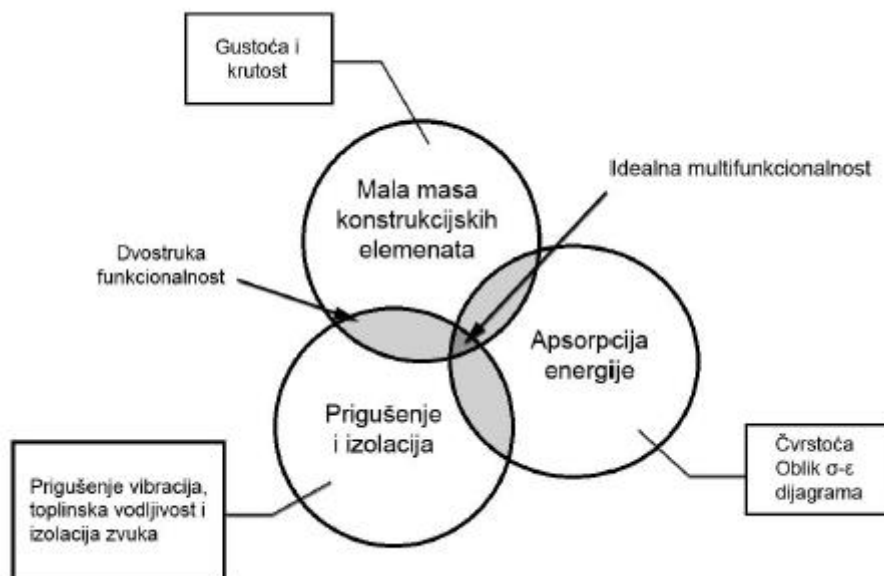 Gustoća i
krutost
Mala masa
konstrukcijskih
elemenata
Idealna multifunkcionalnost
Dvostruka
funkcionalnost
Apsorpcija
energije
Prigušenje
i izolacija
Čvrstoća
Oblik σ-ε
dijagrama
Prigušenje vibracija,
toplinska vodljivost i
izolacija zvuka